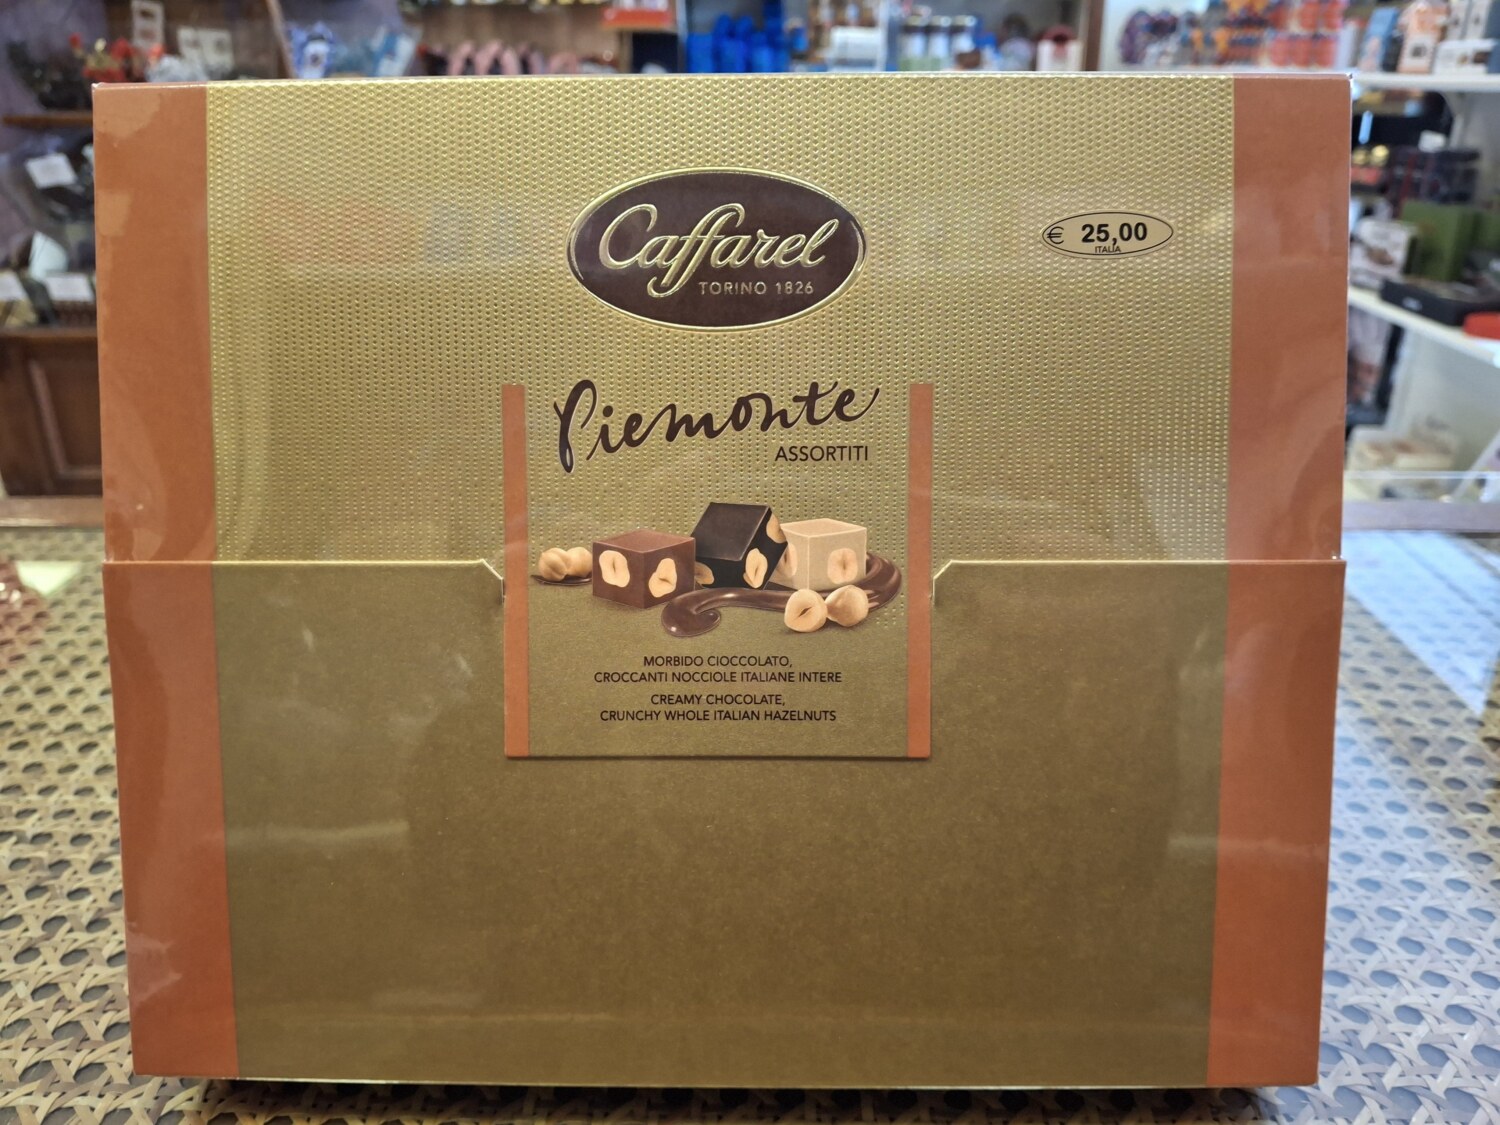 Caffarel
TORINO 1826
€ 25,00
ITALIA
Piemonte
ASSORTITI
MORBIDO CIOCCOLATO,
CROCCANTI NOCCIOLE ITALIANE INTERE
CREAMY CHOCOLATE,
CRUNCHY WHOLE ITALIAN HAZELNUTS